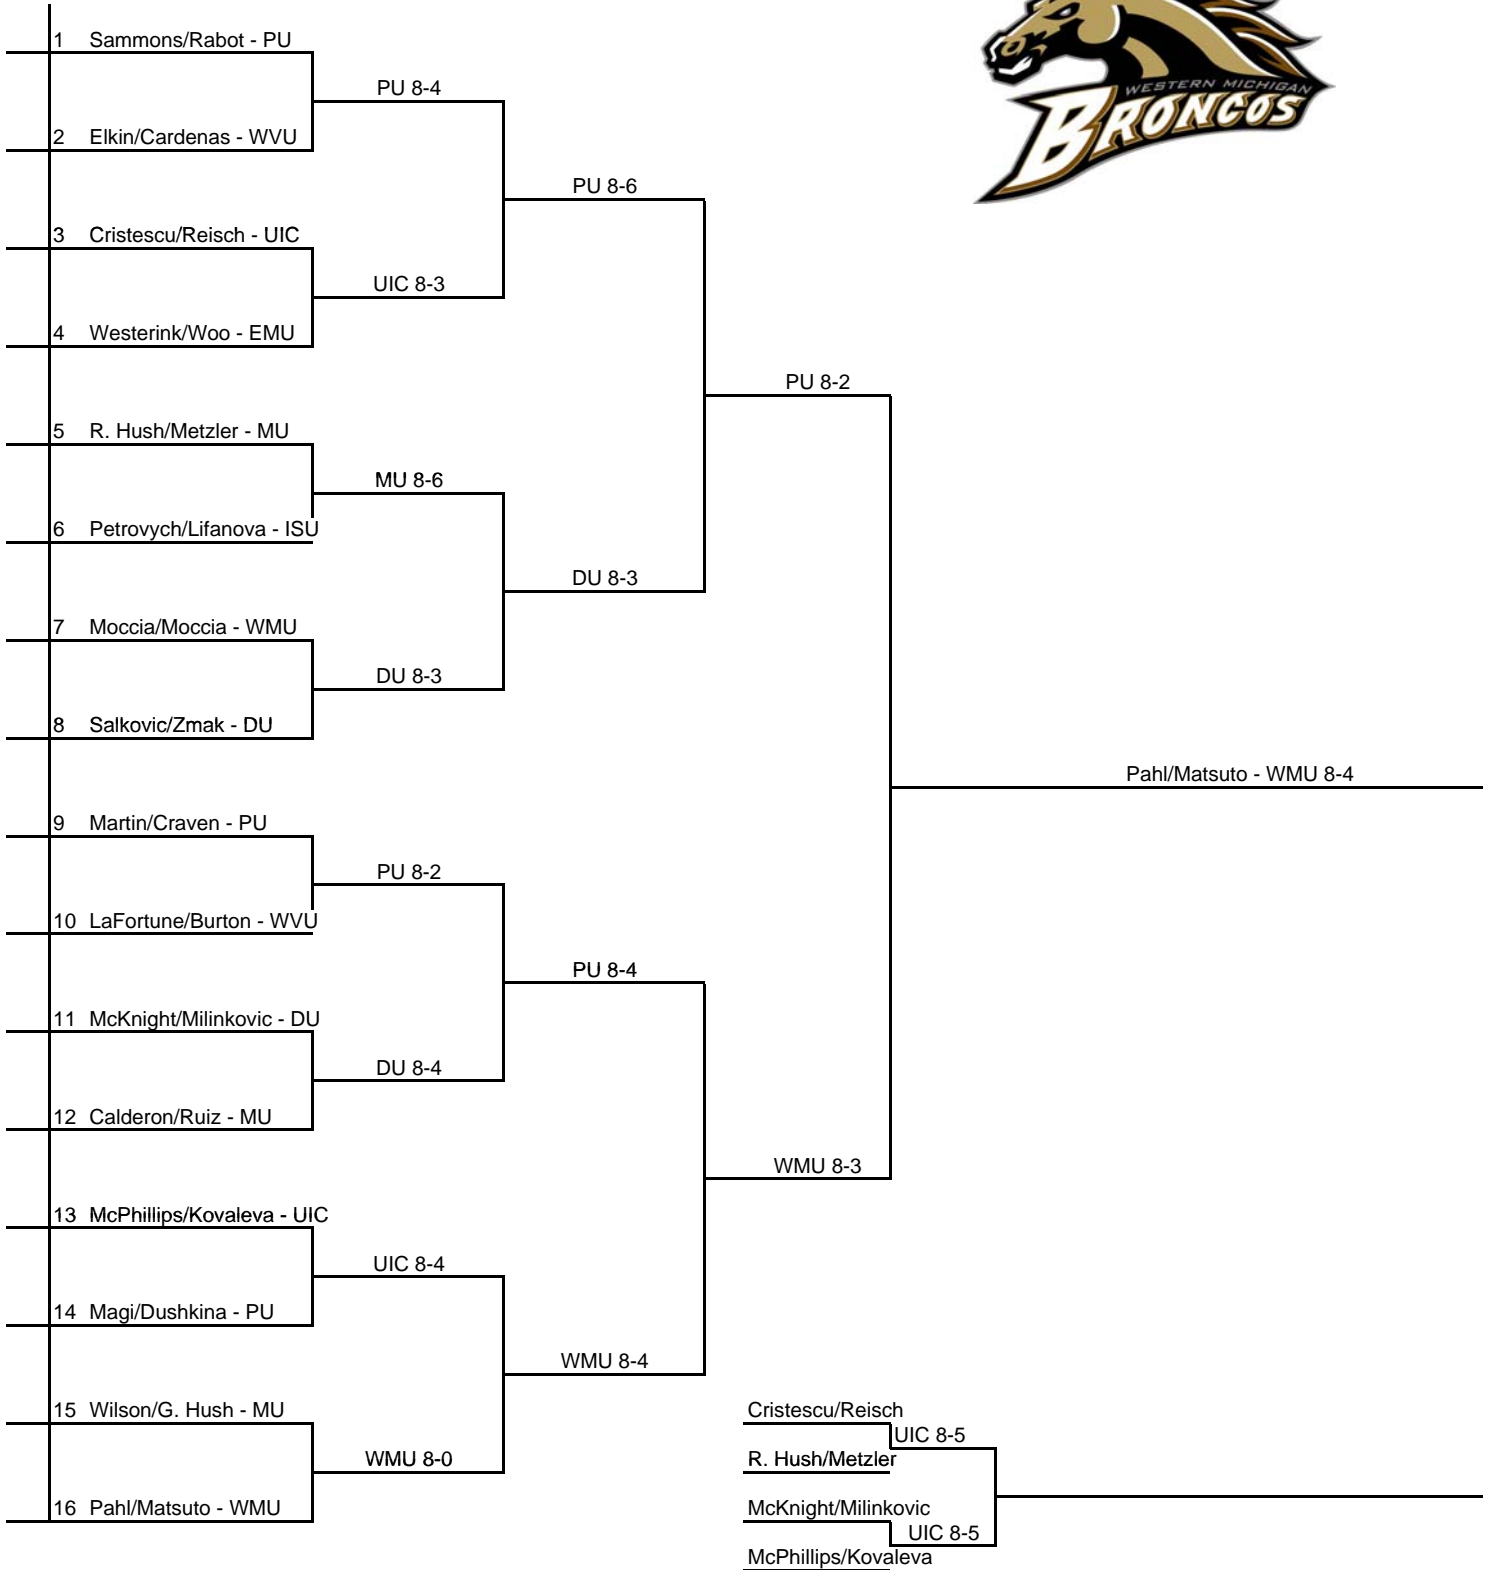 WESTERN MICHIGAN
BRONCOS
1 Sammons/Rabot - PU
PU 8-4
2 Elkin/Cardenas - WVU
PU 8-6
3 Cristescu/Reisch - UIC
UIC 8-3
4 Westerink/Woo - EMU
PU 8-2
5 R. Hush/Metzler - MU
MU 8-6
6 Petrovych/Lifanova - ISU
DU 8-3
7 Moccia/Moccia - WMU
DU 8-3
8 Salkovic/Zmak - DU
Pahl/Matsuto - WMU 8-4
9 Martin/Craven - PU
PU 8-2
10 LaFortune/Burton - WVU
PU 8-4
11 McKnight/Milinkovic - DU
DU 8-4
12 Calderon/Ruiz - MU
WMU 8-3
13 McPhillips/Kovaleva - UIC
UIC 8-4
14 Magi/Dushkina - PU
WMU 8-4
15 Wilson/G. Hush - MU
WMU 8-0
16 Pahl/Matsuto - WMU
Cristescu/Reisch
UIC 8-5
R. Hush/Metzler
McKnight/Milinkovic
UIC 8-5
McPhillips/Kovaleva